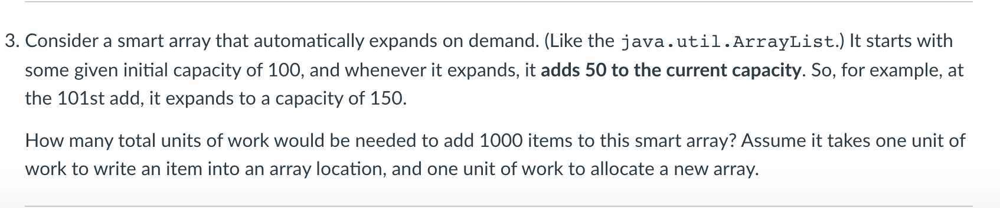 3. Consider a smart array that automatically expands on demand. (Like the java.util.ArrayList.) It starts with
some given initial capacity of 100, and whenever it expands, it adds 50 to the current capacity. So, for example, at
the 101st add, it expands to a capacity of 150.
How many total units of work would be needed to add 1000 items to this smart array? Assume it takes one unit of
work to write an item into an array location, and one unit of work to allocate a new array.